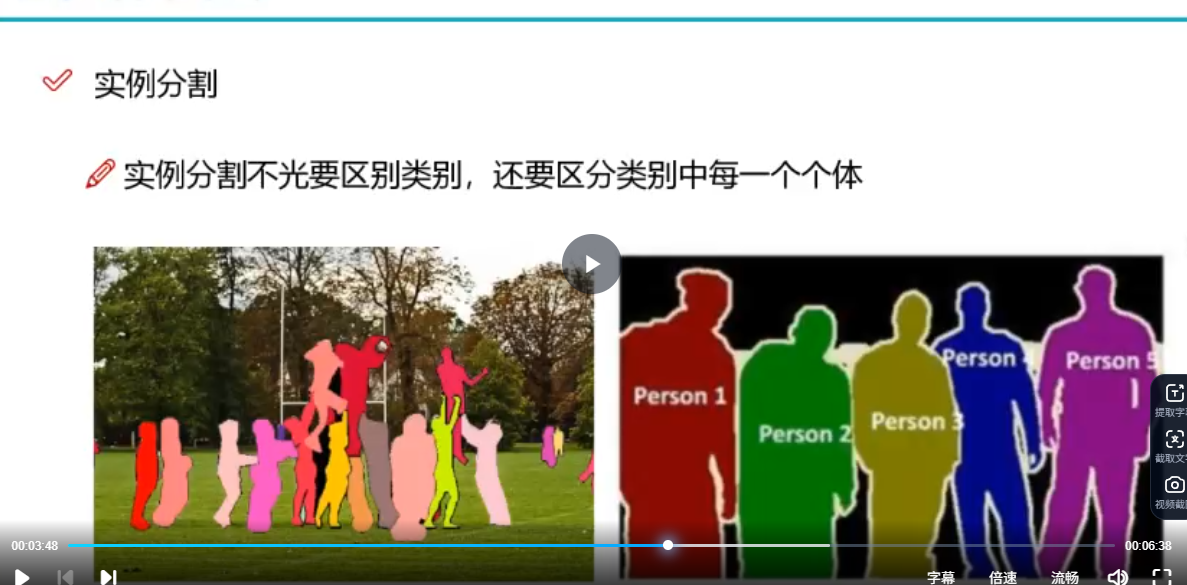 实例分割
实例分割不光要区别类别，还要区分类别中每一个个体
Person 1
Person 2
Person 3
Person 4
Person 5
提取字
截取文
视频截
00:03:48
00:06:38
字幕
倍速
流畅